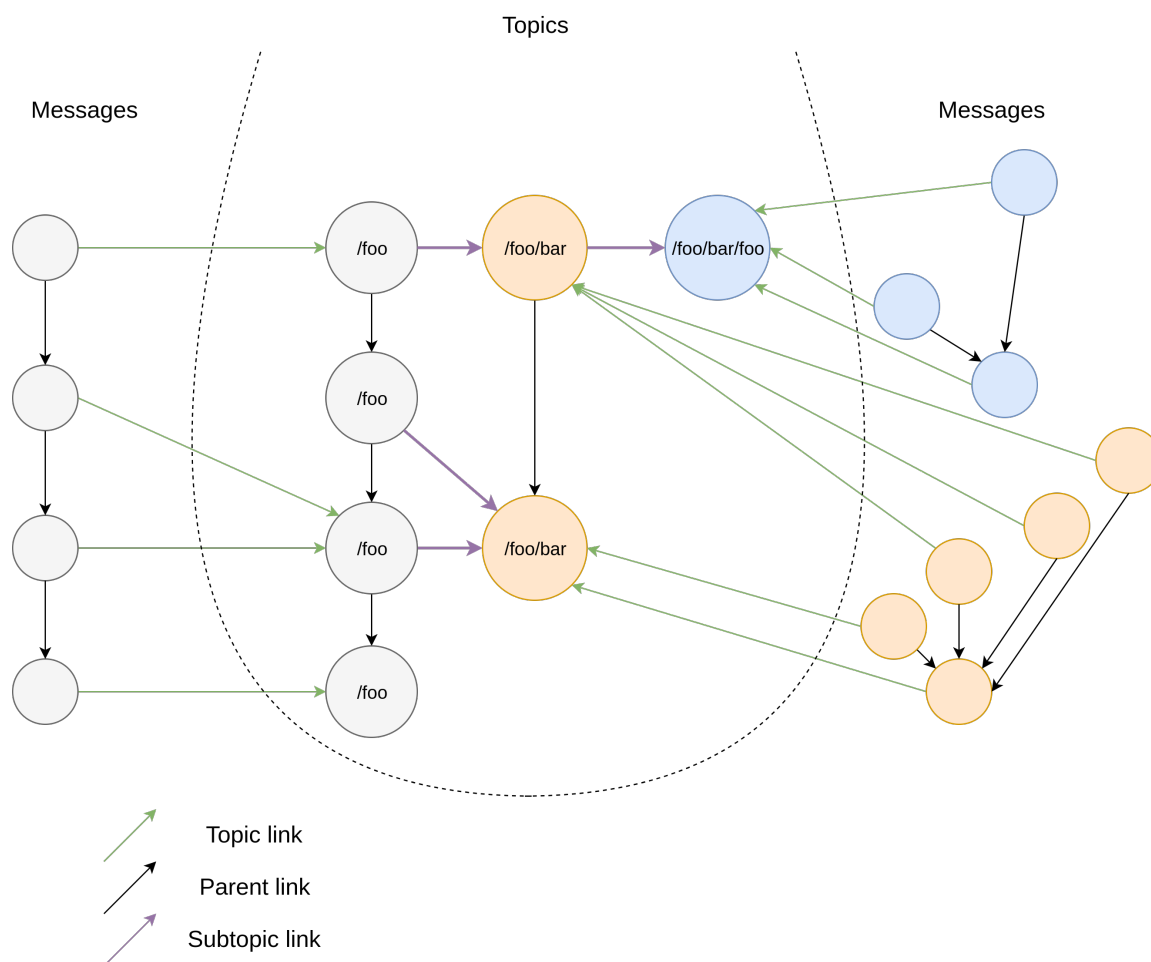 Topics
Messages
Messages
/foo
/foo/bar
/foo/bar/foo
/foo
/foo
/foo/bar
/foo
Topic link
Parent link
Subtopic link